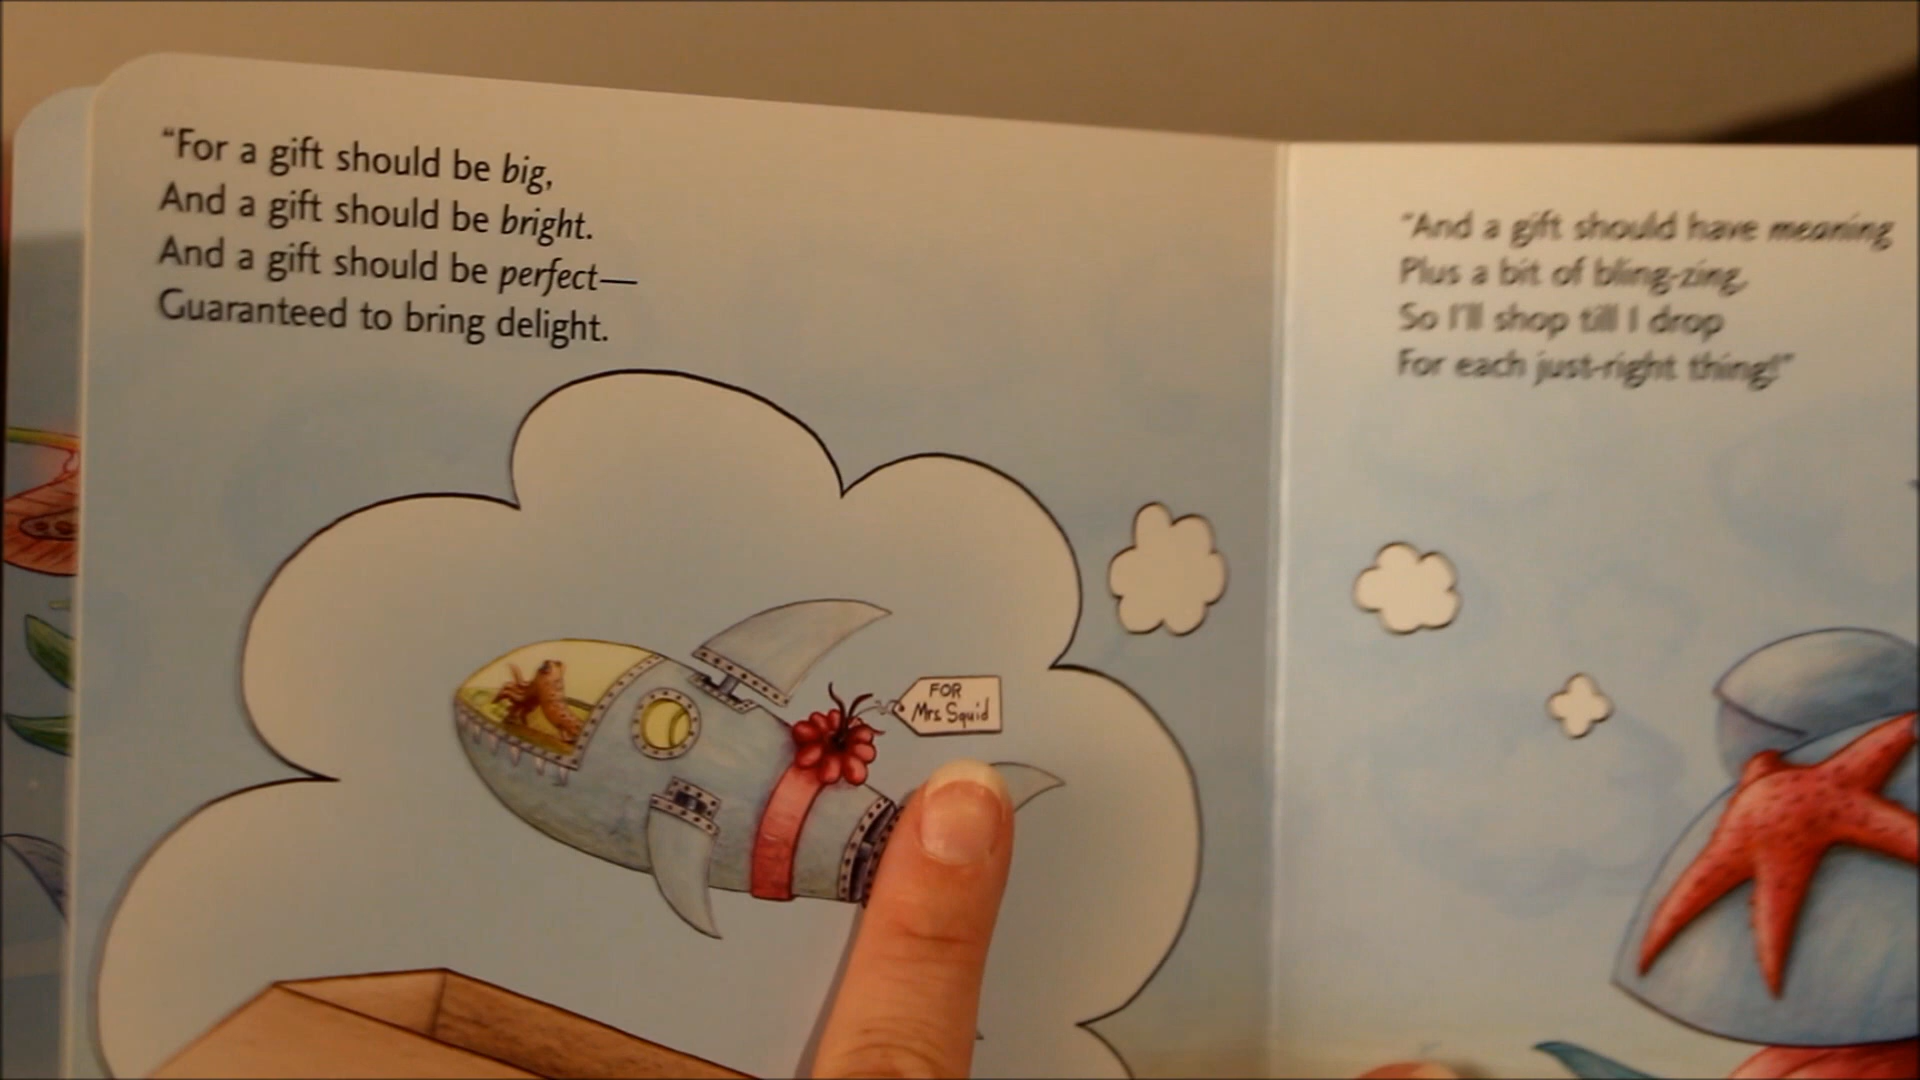 “For a gift should be big,
And a gift should be bright.
And a gift should be perfect—
Guaranteed to bring delight.
FOR
Mrs Squid
“And a gift should have meaning
Plus a bit of bling-zing,
So I’ll shop till I drop
For each just-right thing!”